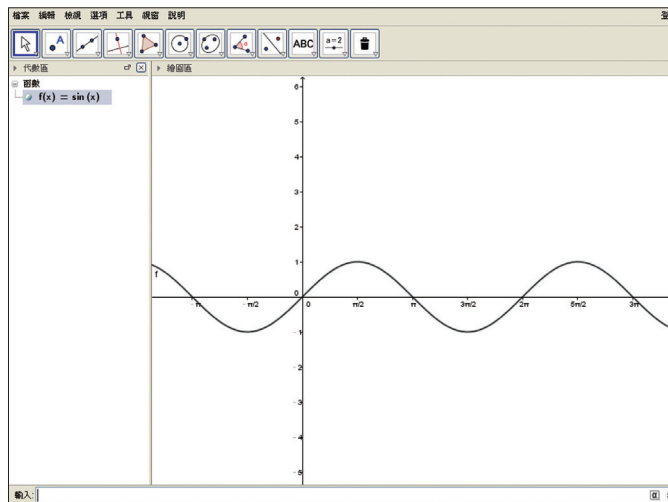 檔案 編輯 檢視 選項 工具 視窗 說明
ABC a=2
代數區 繪圖區
函數
f(x) = sin (x)
6
5
4
3
2
1
f
0
-π -π/2 0 π/2 π 3π/2 2π 5π/2 3π
-1
-2
-3
-4
-5
輸入: α